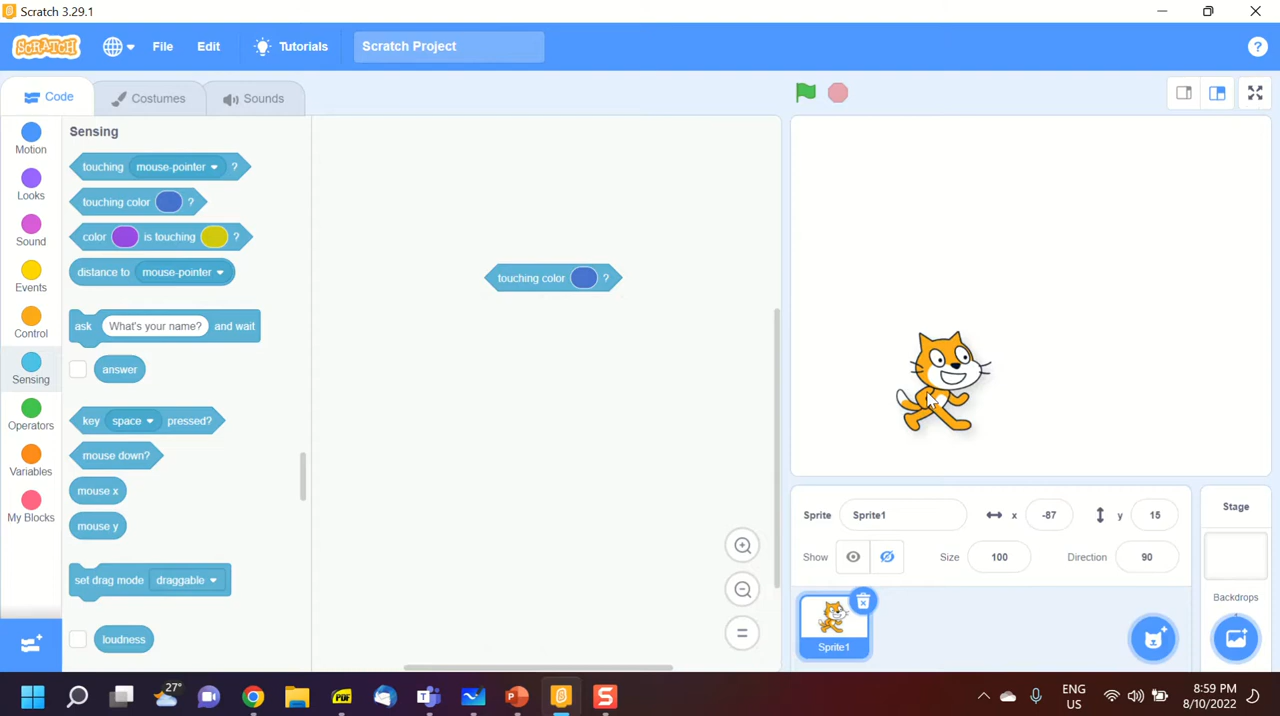 Scratch 3.29.1
SCRATCH File Edit Tutorials Scratch Project ?
Code Costumes Sounds
Motion
Looks
Sound
Events
Control
Sensing
Operators
Variables
My Blocks
Sensing
touching mouse-pointer ?
touching color ?
color is touching ?
distance to mouse-pointer
ask What's your name? and wait
answer
key space pressed?
mouse down?
mouse x
mouse y
set drag mode draggable
loudness
touching color ?
Sprite Sprite1 x -87 y 15
Show Size 100 Direction 90
Sprite1
Stage
Backdrops
27°
PDF
S
ENG
US
8:59 PM
8/10/2022